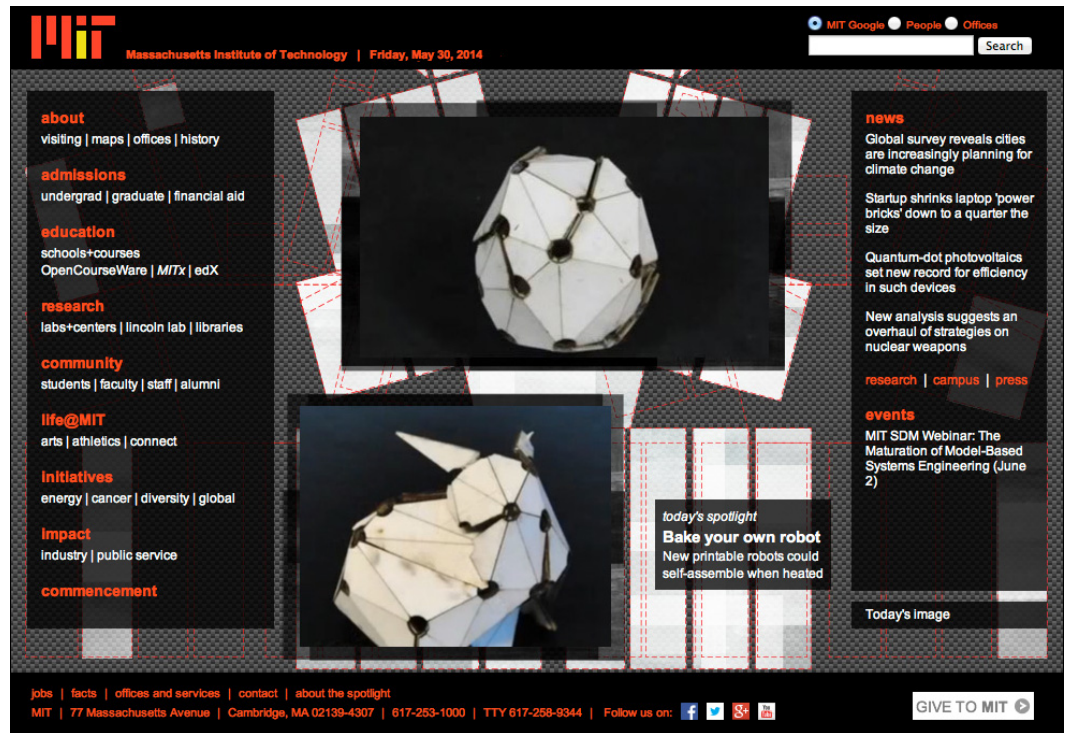 MIT
Massachusetts Institute of Technology | Friday, May 30, 2014
MIT Google People Offices
Search
about
visiting | maps | offices | history
admissions
undergrad | graduate | financial aid
education
schools+courses
OpenCourseWare | MITx | edX
research
labs+centers | lincoln lab | libraries
community
students | faculty | staff | alumni
life@MIT
arts | athletics | connect
initiatives
energy | cancer | diversity | global
impact
industry | public service
commencement
today's spotlight
Bake your own robot
New printable robots could
self-assemble when heated
news
Global survey reveals cities
are increasingly planning for
climate change
Startup shrinks laptop 'power
bricks' down to a quarter the
size
Quantum-dot photovoltaics
set new record for efficiency
in such devices
New analysis suggests an
overhaul of strategies on
nuclear weapons
research | campus | press
events
MIT SDM Webinar: The
Maturation of Model-Based
Systems Engineering (June
2)
Today's image
jobs | facts | offices and services | contact | about the spotlight
MIT | 77 Massachusetts Avenue | Cambridge, MA 02139-4307 | 617-253-1000 | TTY 617-258-9344 | Follow us on:
GIVE TO MIT